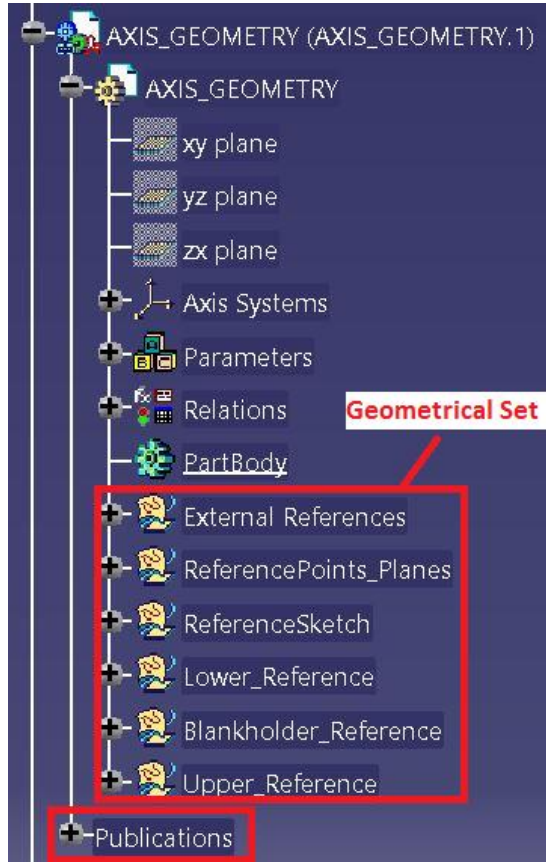 AXIS_GEOMETRY (AXIS_GEOMETRY.1)
AXIS_GEOMETRY
xy plane
yz plane
zx plane
Axis Systems
Parameters
Relations
Geometrical Set
PartBody
External References
ReferencePoints_Planes
ReferenceSketch
Lower_Reference
Blankholder_Reference
Upper_Reference
Publications